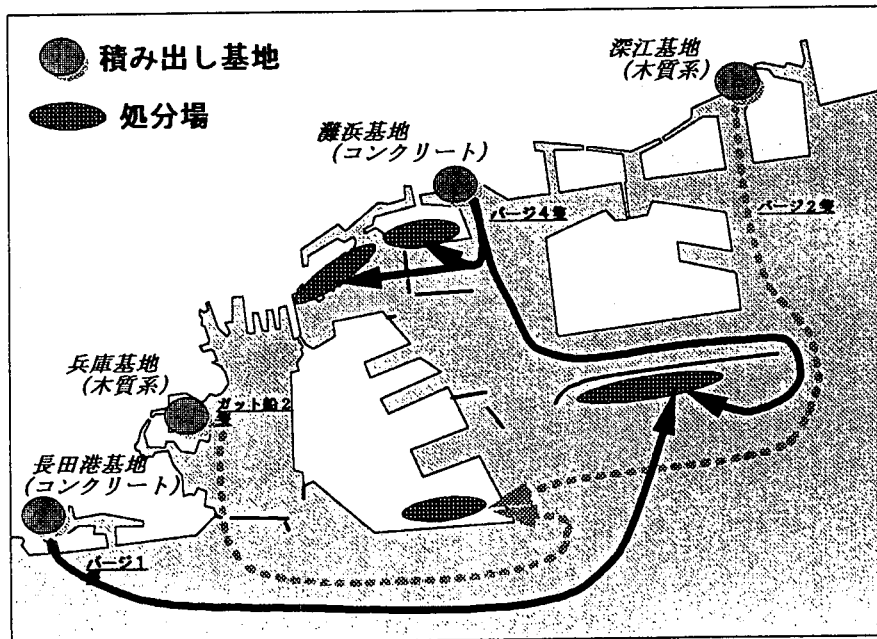 積み出し基地
処分場
深江基地
(木質系)
灘浜基地
(コンクリート)
バージ4隻
バージ2隻
兵庫基地
(木質系)
ガット船2
隻
長田港基地
(コンクリート)
バージ1